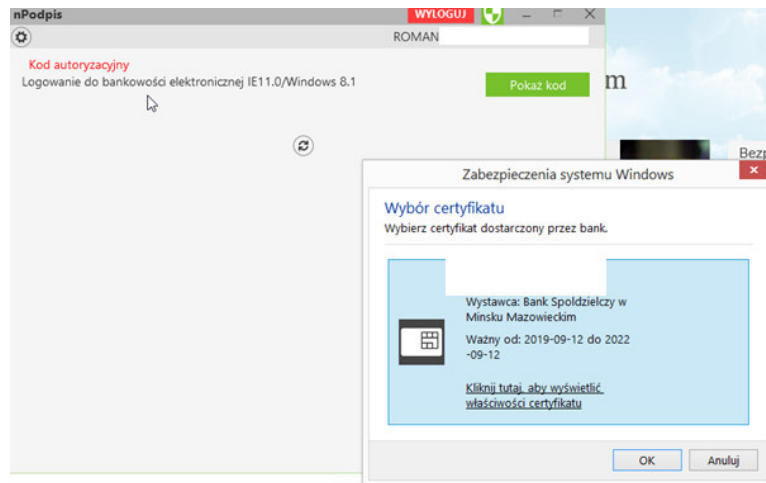 nPodpis
WYLOGUJ
ROMAN
Kod autoryzacyjny
Logowanie do bankowości elektronicznej IE11.0/Windows 8.1
Pokaż kod
m
Bezp
Zabezpieczenia systemu Windows
Wybór certyfikatu
Wybierz certyfikat dostarczony przez bank.
Wystawca: Bank Spoldzielczy w
Minsku Mazowieckim
Ważny od: 2019-09-12 do 2022
-09-12
Kliknij tutaj, aby wyświetlić
właściwości certyfikatu
OK
Anuluj